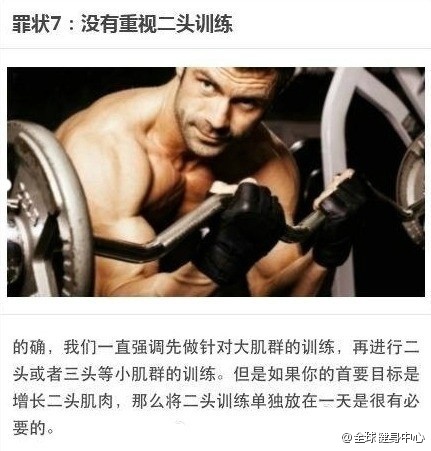 罪状7：没有重视二头训练
的确，我们一直强调先做针对大肌群的训练，再进行二
头或者三头等小肌群的训练。但是如果你的首要目标是
增长二头肌肉，那么将二头训练单独放在一天是很有必
要的。
@全球健身中心